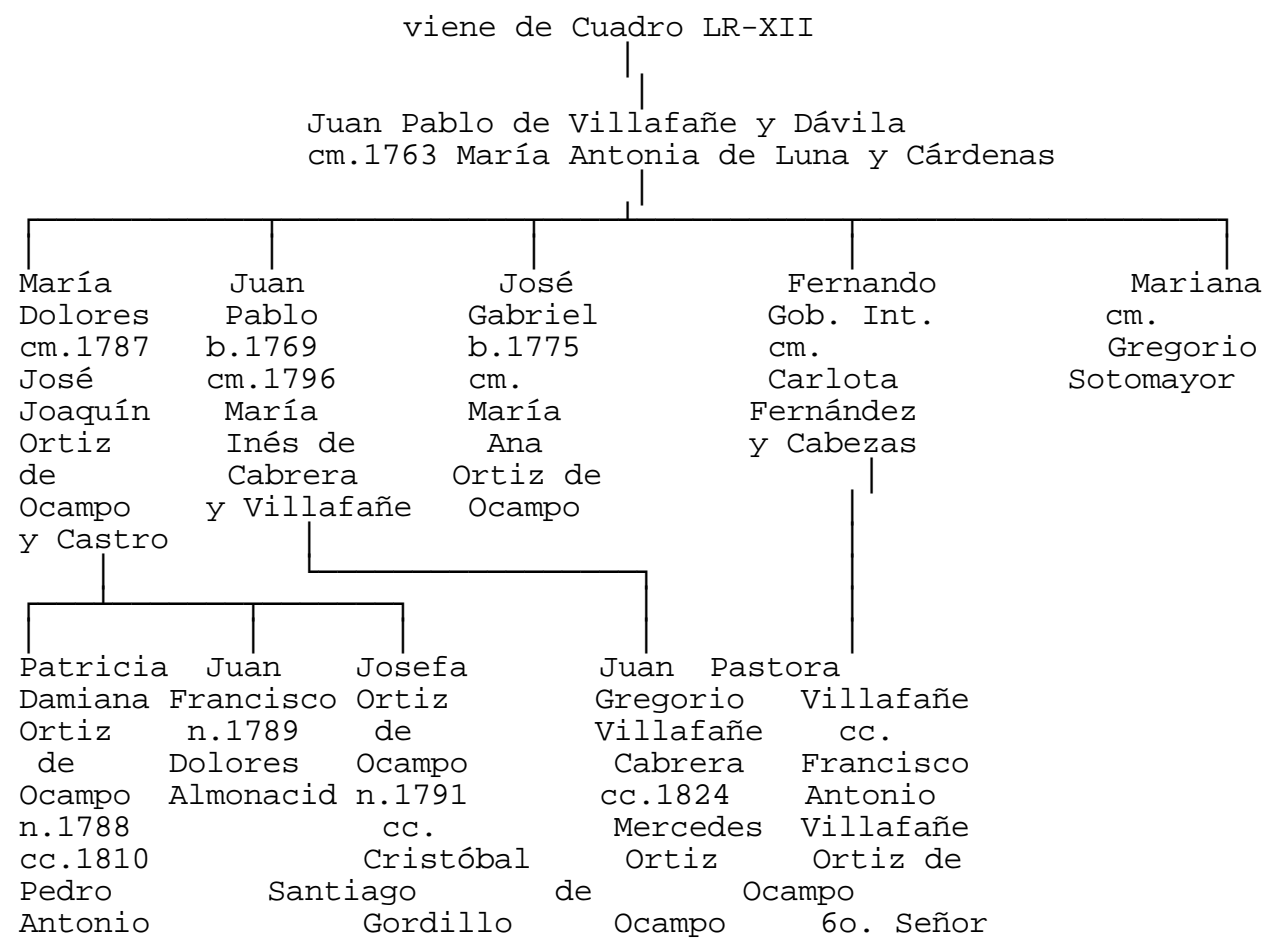 viene de Cuadro LR-XII
Juan Pablo de Villafañe y Dávila
cm.1763 María Antonia de Luna y Cárdenas
María Juan José Fernando Mariana
Dolores Pablo Gabriel Gob. Int. cm.
cm.1787 b.1769 b.1775 cm. Gregorio
José cm.1796 cm. Carlota Sotomayor
Joaquín María María Fernández
Ortiz Inés de Ana y Cabezas
de Cabrera Ortiz de
Ocampo y Villafañe Ocampo
y Castro
Patricia Juan Josefa Juan Pastora
Damiana Francisco Ortiz Gregorio Villafañe
Ortiz n.1789 de Villafañe cc.
de Dolores Ocampo Cabrera Francisco
Ocampo Almonacid n.1791 cc.1824 Antonio
n.1788 cc. Mercedes Villafañe
cc.1810 Cristóbal Ortiz Ortiz de
Pedro Santiago de Ocampo
Antonio Gordillo Ocampo 6o. Señor